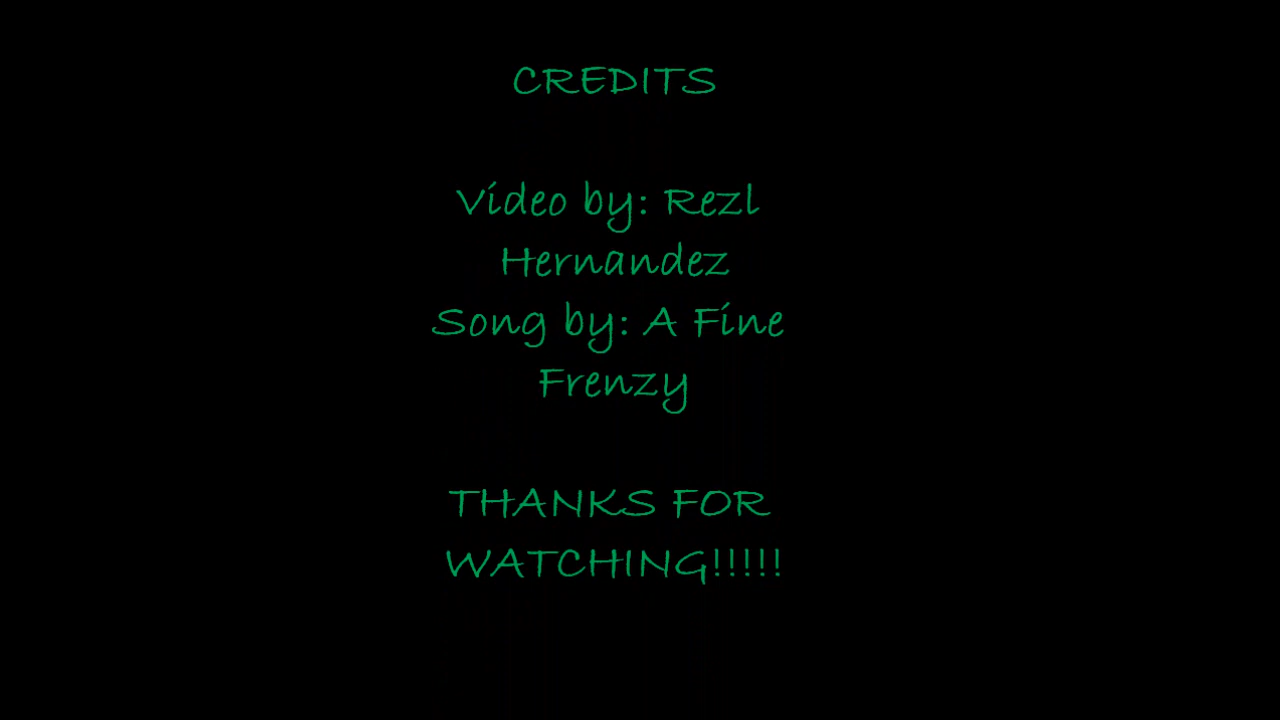 CREDITS
Video by: Rezl
Hernandez
Song by: A Fine
Frenzy
THANKS FOR
WATCHING!!!!!